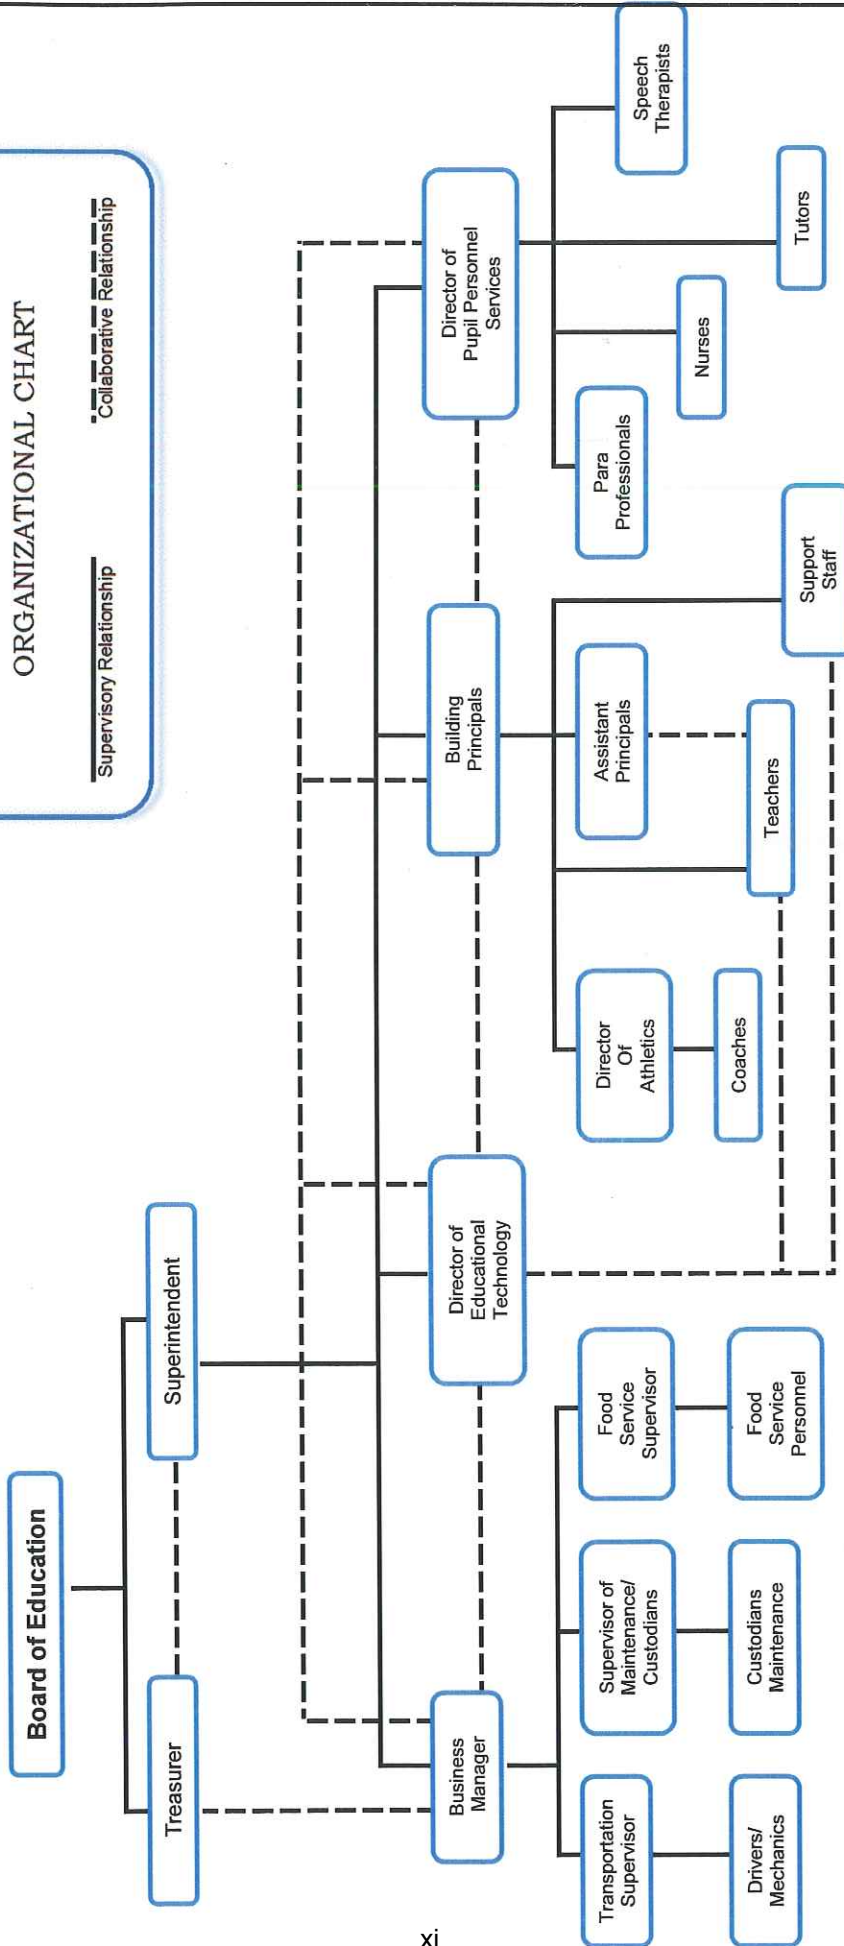 ORGANIZATIONAL CHART
Supervisory Relationship
Collaborative Relationship
Board of Education
Treasurer
Superintendent
Business
Manager
Director of
Educational
Technology
Building
Principals
Director of
Pupil Personnel
Services
Transportation
Supervisor
Supervisor of
Maintenance/
Custodians
Food
Service
Supervisor
Director
Of
Athletics
Assistant
Principals
Para
Professionals
Speech
Therapists
Drivers/
Mechanics
Custodians
Maintenance
Food
Service
Personnel
Coaches
Teachers
Support
Staff
Nurses
Tutors
xi